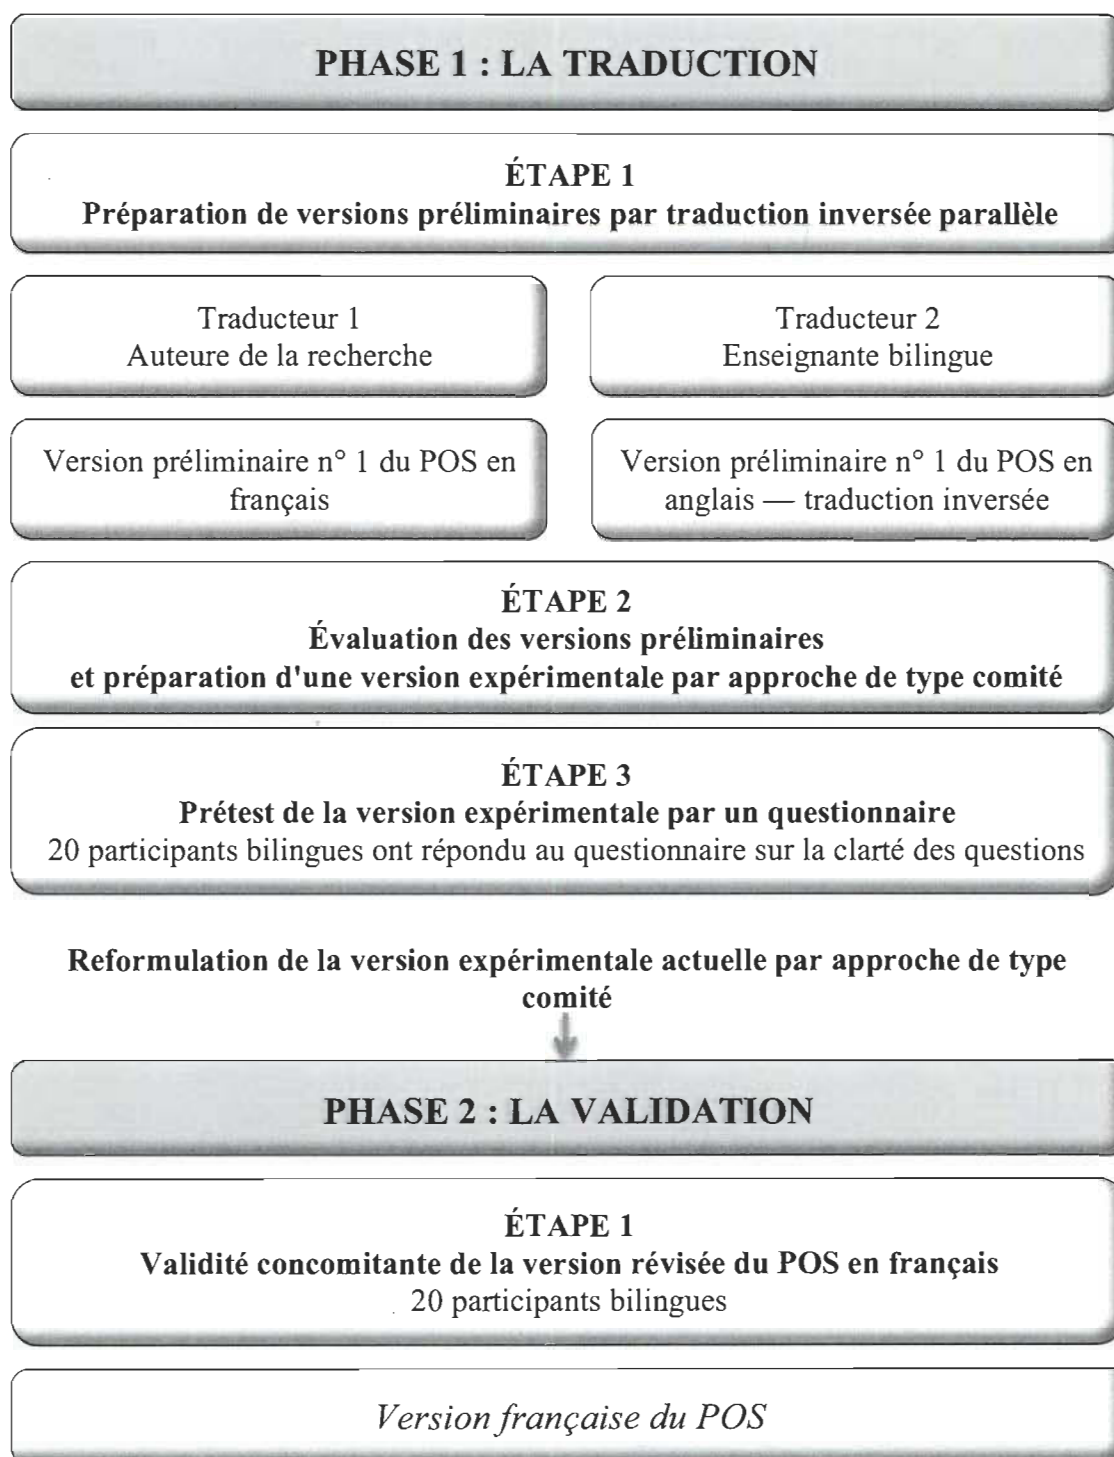 PHASE 1 : LA TRADUCTION
ÉTAPE 1
Préparation de versions préliminaires par traduction inversée parallèle
Traducteur 1
Auteure de la recherche
Traducteur 2
Enseignante bilingue
Version préliminaire n° 1 du POS en
français
Version préliminaire n° 1 du POS en
anglais — traduction inversée
ÉTAPE 2
Évaluation des versions préliminaires
et préparation d'une version expérimentale par approche de type comité
ÉTAPE 3
Prétest de la version expérimentale par un questionnaire
20 participants bilingues ont répondu au questionnaire sur la clarté des questions
Reformulation de la version expérimentale actuelle par approche de type
comité
PHASE 2 : LA VALIDATION
ÉTAPE 1
Validité concomitante de la version révisée du POS en français
20 participants bilingues
Version française du POS